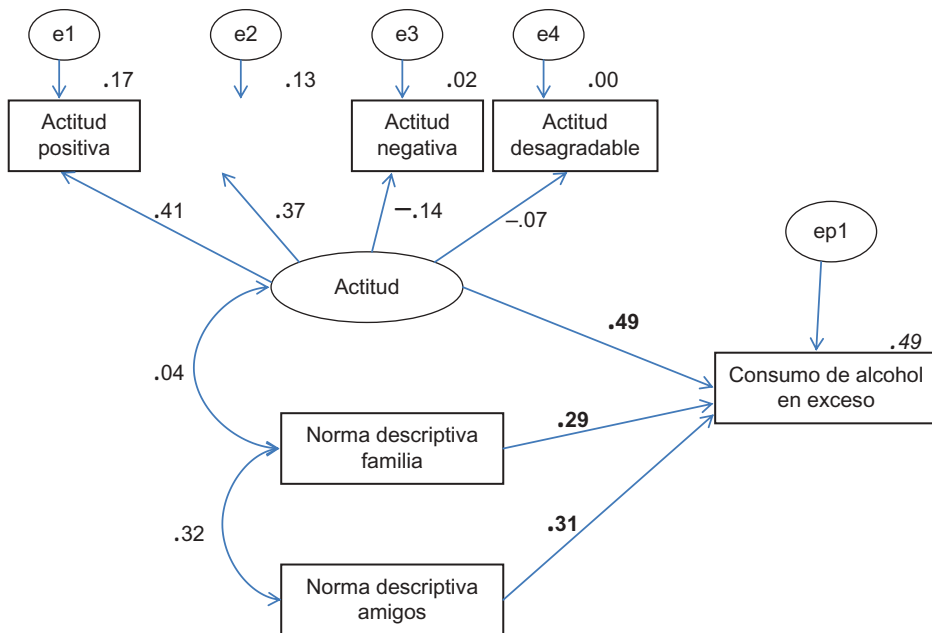 e1
e2
e3
e4
.17
.13
.02
.00
Actitud
positiva
Actitud
negativa
Actitud
desagradable
.41
.37
–.14
–.07
ep1
Actitud
.49
.49
.04
Consumo de alcohol
en exceso
Norma descriptiva
familia
.29
.32
.31
Norma descriptiva
amigos